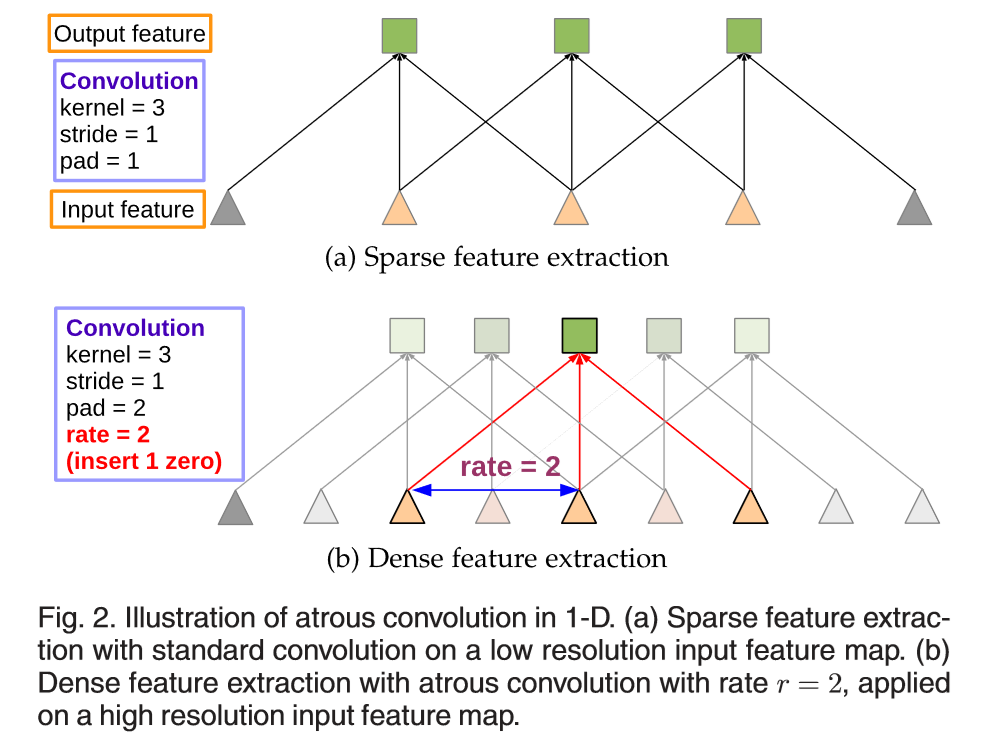 Output feature
Convolution
kernel = 3
stride = 1
pad = 1
Input feature
(a) Sparse feature extraction
Convolution
kernel = 3
stride = 1
pad = 2
rate = 2
(insert 1 zero)
rate = 2
(b) Dense feature extraction
Fig. 2. Illustration of atrous convolution in 1-D. (a) Sparse feature extrac-
tion with standard convolution on a low resolution input feature map. (b)
Dense feature extraction with atrous convolution with rate r = 2, applied
on a high resolution input feature map.